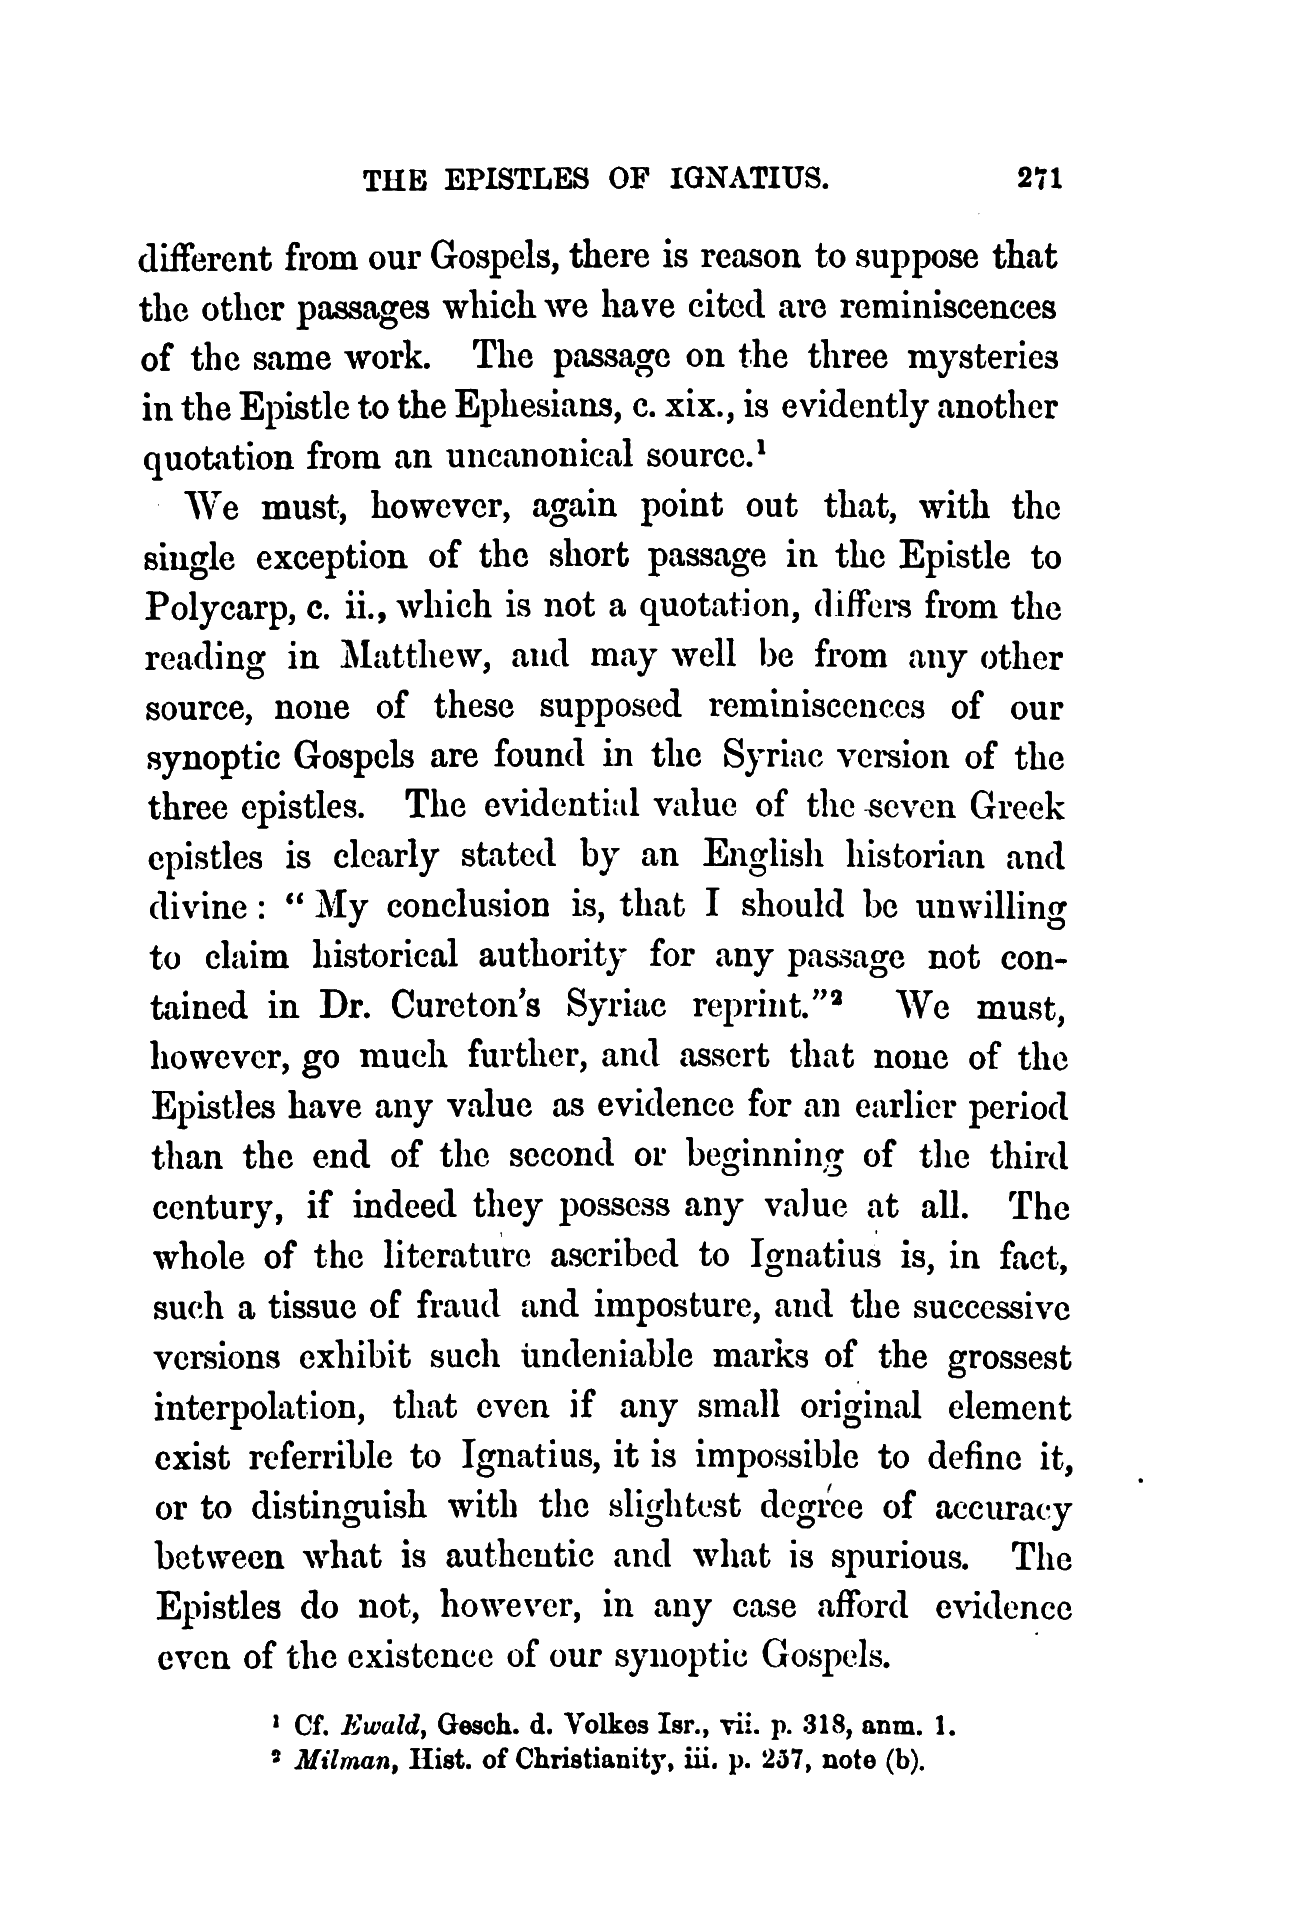 THE EPISTLES OF IGNATIUS. 271
different from our Gospels, there is reason to suppose that
the other passages which we have cited are reminiscences
of the same work. The passage on the three mysteries
in the Epistle to the Ephesians, c. xix., is evidently another
quotation from an uncanonical source.¹
We must, however, again point out that, with the
single exception of the short passage in the Epistle to
Polycarp, c. ii., which is not a quotation, differs from the
reading in Matthew, and may well be from any other
source, none of these supposed reminiscences of our
synoptic Gospels are found in the Syriac version of the
three epistles. The evidential value of the seven Greek
epistles is clearly stated by an English historian and
divine : “ My conclusion is, that I should be unwilling
to claim historical authority for any passage not con-
tained in Dr. Cureton’s Syriac reprint.”² We must,
however, go much further, and assert that none of the
Epistles have any value as evidence for an earlier period
than the end of the second or beginning of the third
century, if indeed they possess any value at all. The
whole of the literature ascribed to Ignatius is, in fact,
such a tissue of fraud and imposture, and the successive
versions exhibit such undeniable marks of the grossest
interpolation, that even if any small original element
exist referrible to Ignatius, it is impossible to define it,
or to distinguish with the slightest degree of accuracy
between what is authentic and what is spurious. The
Epistles do not, however, in any case afford evidence
even of the existence of our synoptic Gospels.
¹ Cf. Ewald, Gesch. d. Volkes Isr., vii. p. 318, anm. 1.
² Milman, Hist. of Christianity, iii. p. 257, note (b).